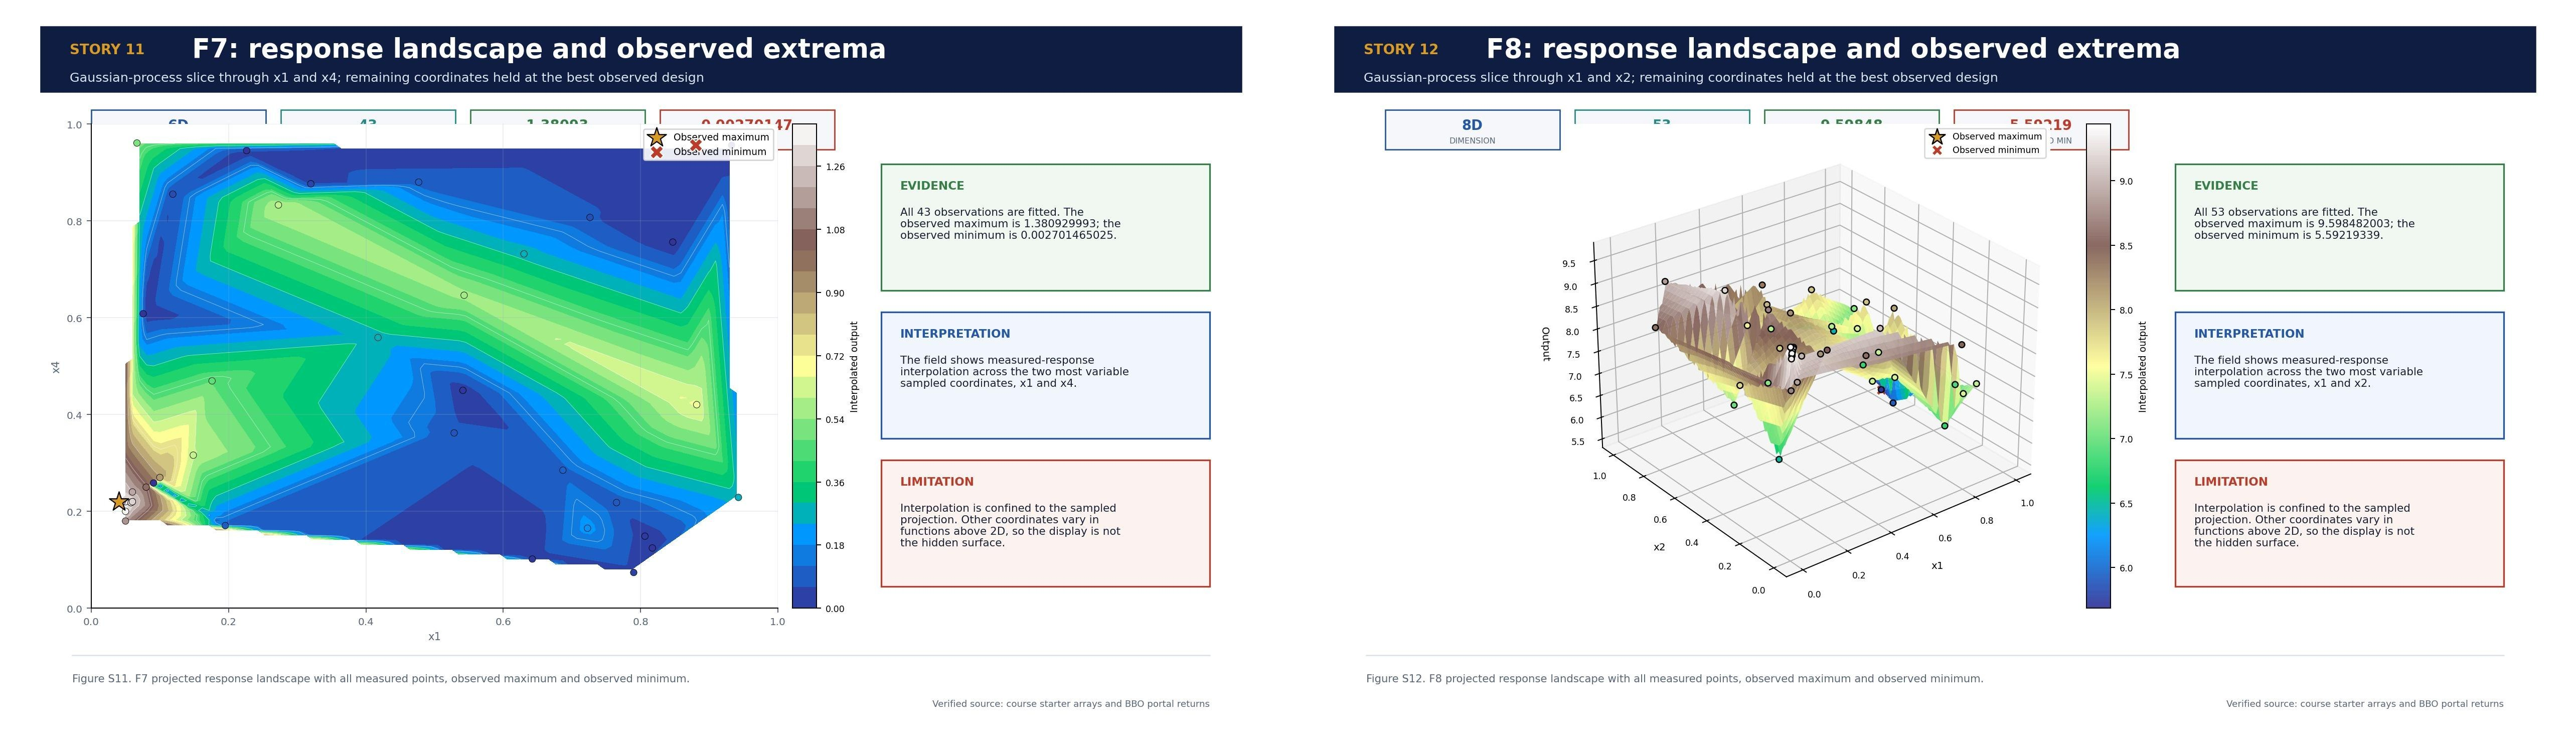 STORY 11 F7: response landscape and observed extrema
Gaussian-process slice through x1 and x4; remaining coordinates held at the best observed design
6D 43 1.38093 0.00270147
Observed maximum
Observed minimum
1.0
0.8
0.6
0.4
0.2
0.0
x4
0.0 0.2 0.4 0.6 0.8 1.0
x1
1.26
1.08
0.90
0.72
0.54
0.36
0.18
0.00
Interpolated output
EVIDENCE
All 43 observations are fitted. The
observed maximum is 1.380929993; the
observed minimum is 0.002701465025.
INTERPRETATION
The field shows measured-response
interpolation across the two most variable
sampled coordinates, x1 and x4.
LIMITATION
Interpolation is confined to the sampled
projection. Other coordinates vary in
functions above 2D, so the display is not
the hidden surface.
Figure S11. F7 projected response landscape with all measured points, observed maximum and observed minimum.
Verified source: course starter arrays and BBO portal returns
STORY 12 F8: response landscape and observed extrema
Gaussian-process slice through x1 and x2; remaining coordinates held at the best observed design
8D 53 9.59848 5.59219
DIMENSION MIN
Observed maximum
Observed minimum
9.5
9.0
8.5
8.0
7.5
7.0
6.5
6.0
5.5
Output
1.0
0.8
0.6
0.4
0.2
0.0
x2
0.0
0.2
0.4
0.6
0.8
1.0
x1
9.0
8.5
8.0
7.5
7.0
6.5
6.0
Interpolated output
EVIDENCE
All 53 observations are fitted. The
observed maximum is 9.598482003; the
observed minimum is 5.59219339.
INTERPRETATION
The field shows measured-response
interpolation across the two most variable
sampled coordinates, x1 and x2.
LIMITATION
Interpolation is confined to the sampled
projection. Other coordinates vary in
functions above 2D, so the display is not
the hidden surface.
Figure S12. F8 projected response landscape with all measured points, observed maximum and observed minimum.
Verified source: course starter arrays and BBO portal returns